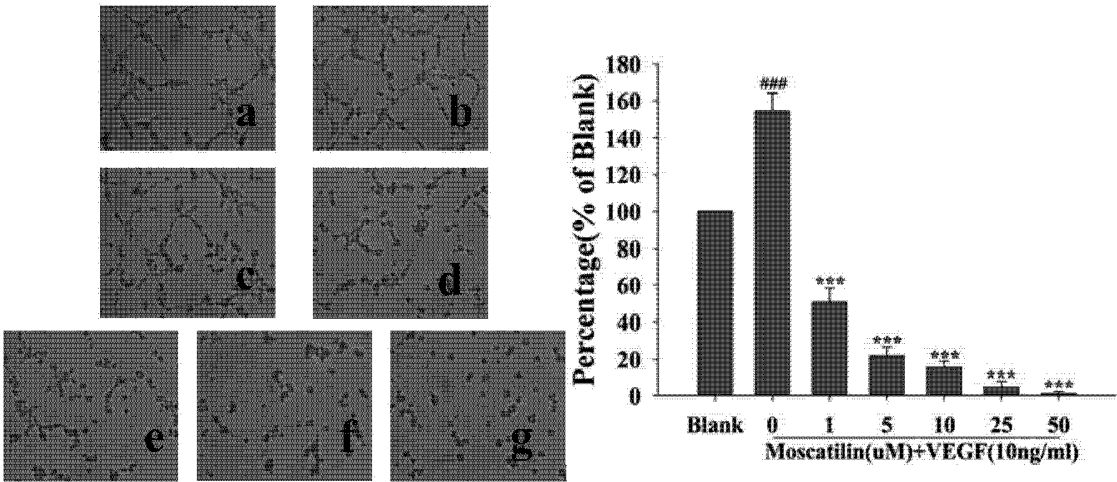 a
b
c
d
e
f
g
Percentage(% of Blank)
180
160
140
120
100
80
60
40
20
0
###
***
***
***
***
***
Blank 0 1 5 10 25 50
Moscatilin(uM)+VEGF(10ng/ml)